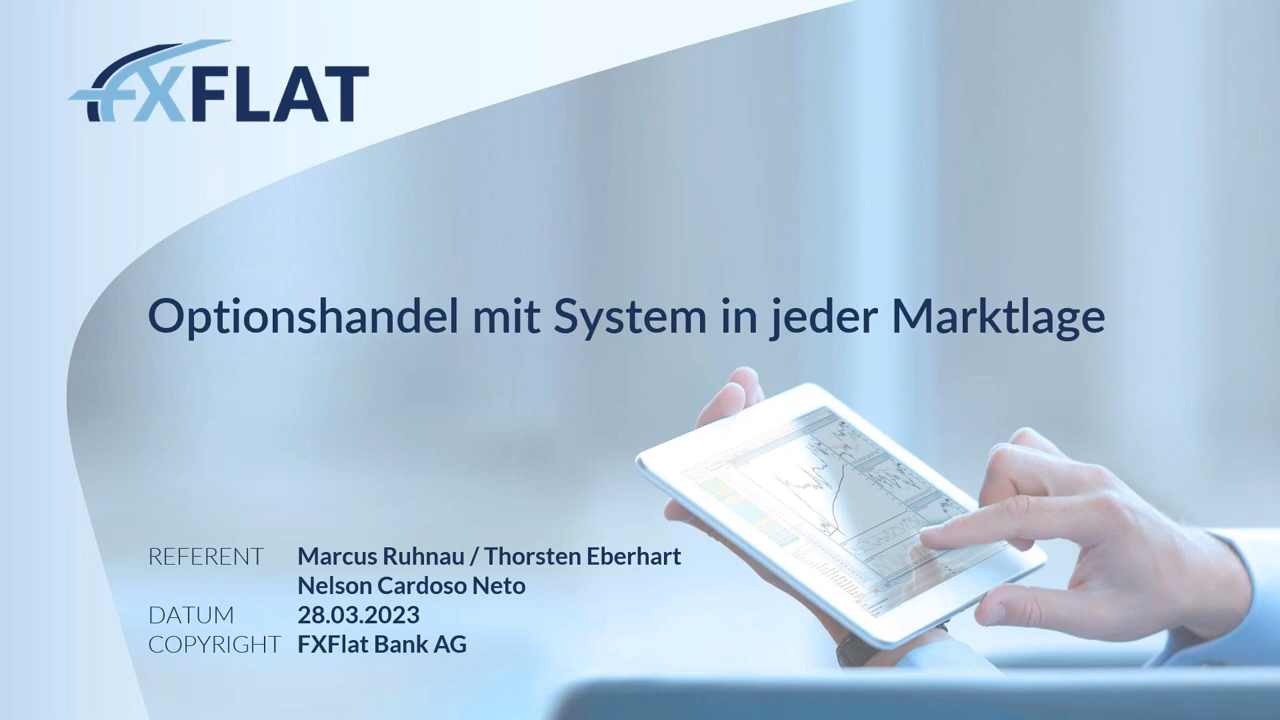 FXFLAT
Optionshandel mit System in jeder Marktlage
REFERENT Marcus Ruhnau / Thorsten Eberhart
Nelson Cardoso Neto
DATUM 28.03.2023
COPYRIGHT FXFlat Bank AG